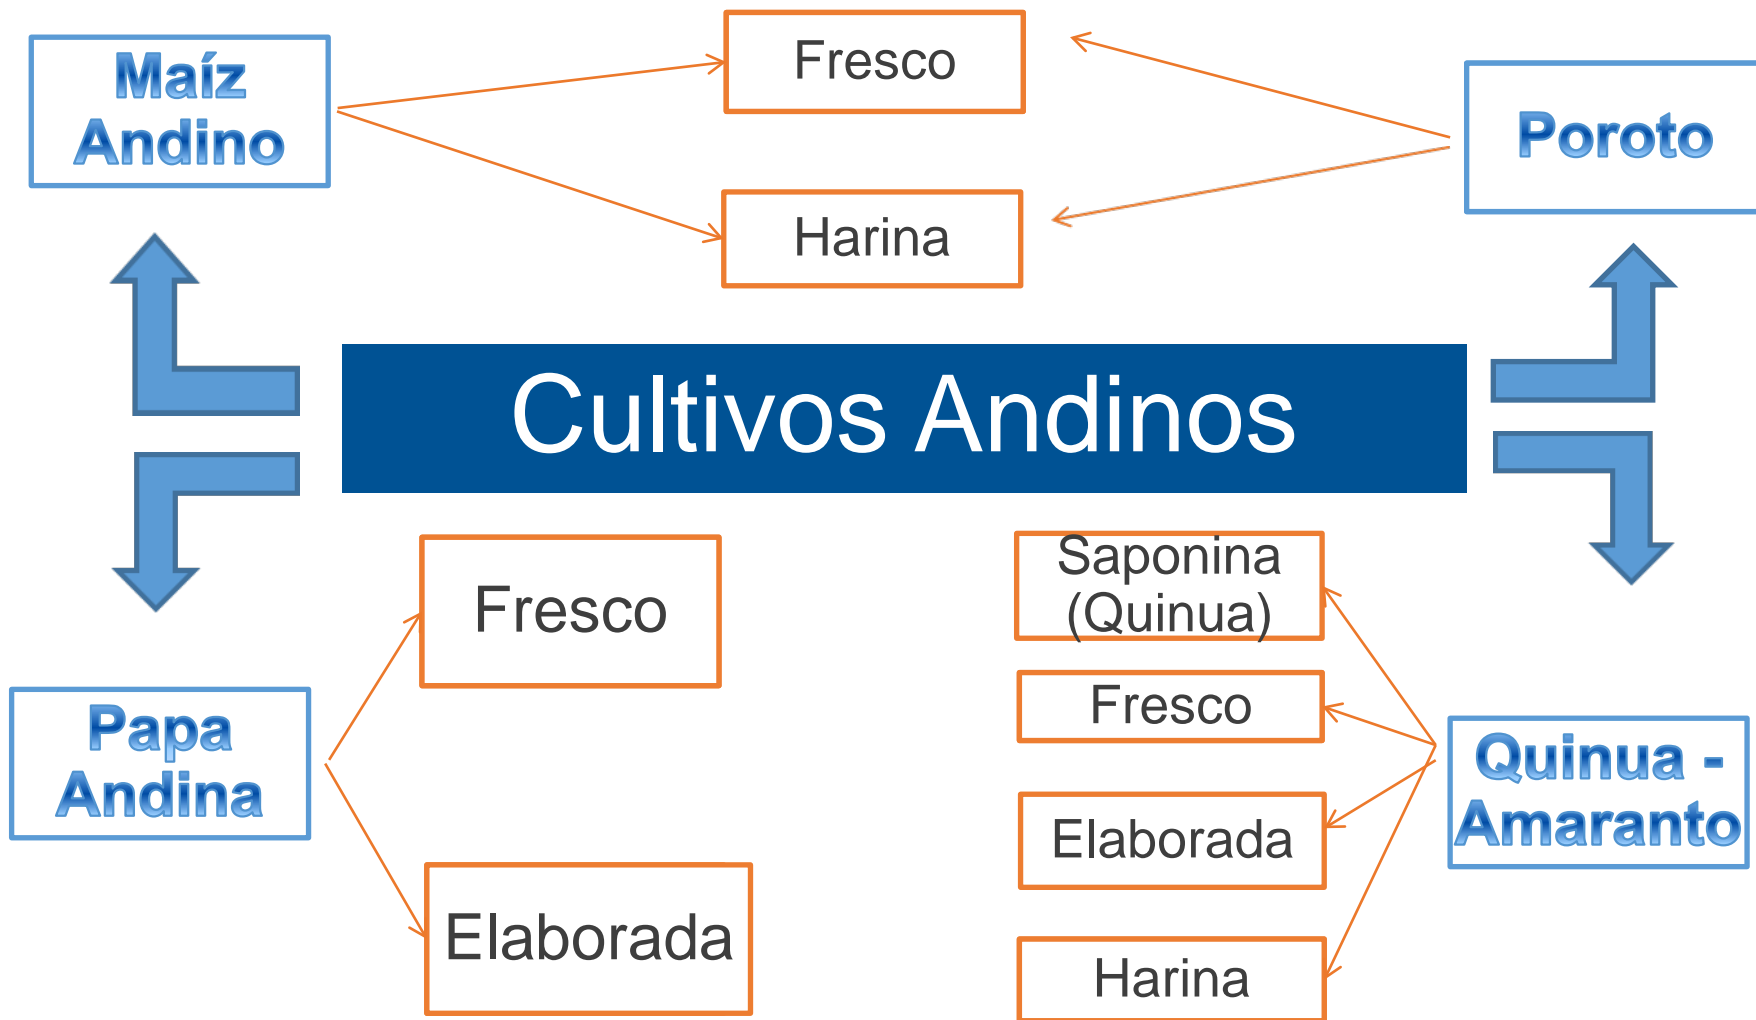 Maíz
Andino
Fresco
Poroto
Harina
Cultivos Andinos
Fresco
Saponina
(Quinua)
Fresco
Papa
Andina
Quinua -
Amaranto
Elaborada
Elaborada
Harina